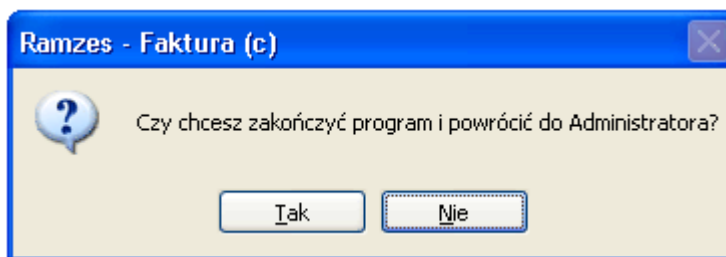 Ramzes - Faktura (c)
Czy chcesz zakończyć program i powrócić do Administratora?
Tak Nie